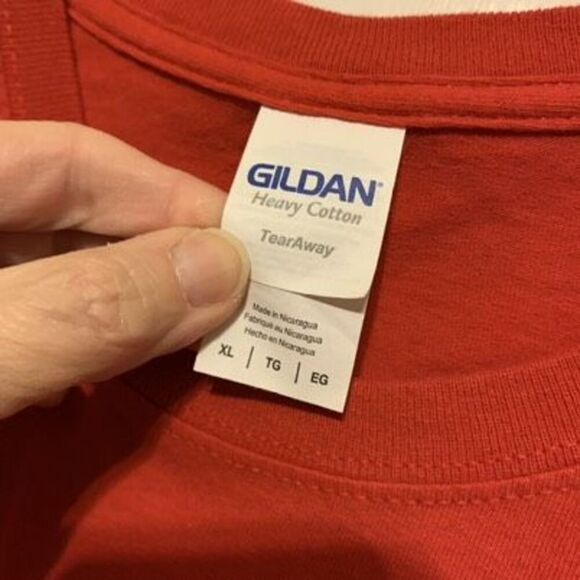 GILDAN®
Heavy Cotton
TearAway
Made in Nicaragua
Fabriqué au Nicaragua
Hecho en Nicaragua
XL | TG | EG